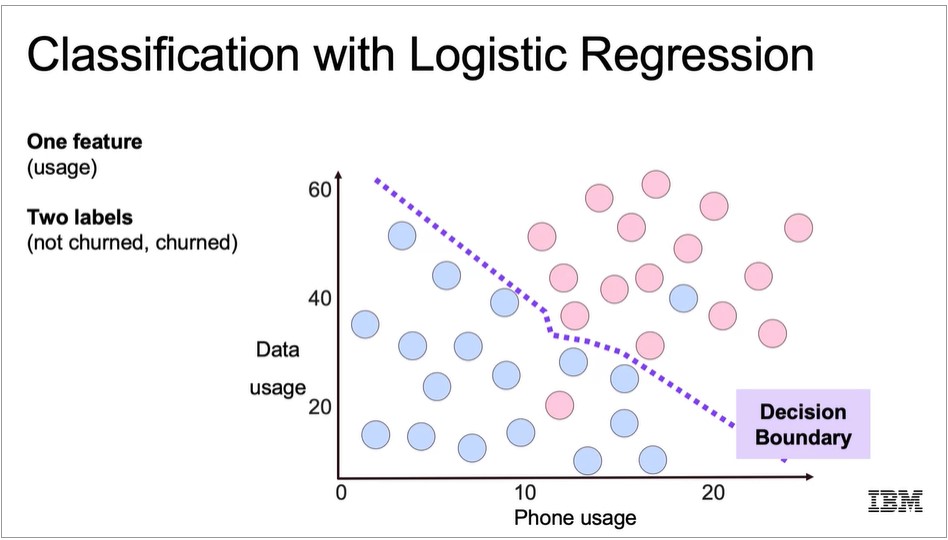 Classification with Logistic Regression
One feature
(usage)
Two labels
(not churned, churned)
60
40
20
Data
usage
0
10
20
Phone usage
Decision
Boundary
IBM